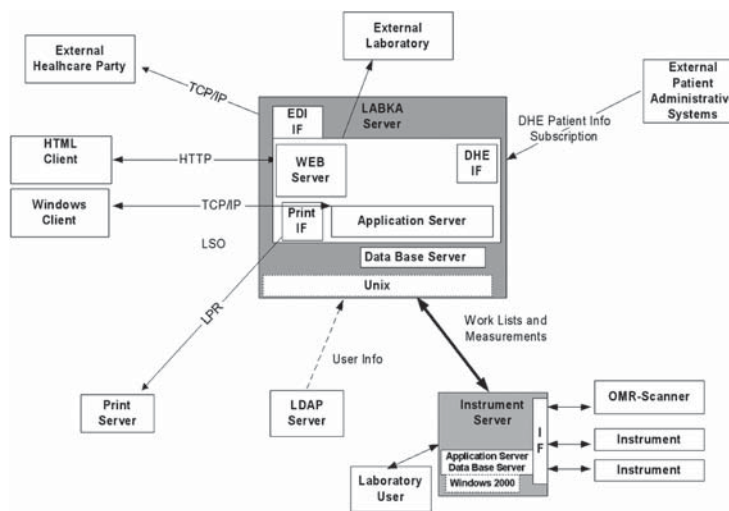 External
Healthcare Party
External
Laboratory
External
Patient
Administrative
Systems
TCP/IP
LABKA
Server
EDI
IF
DHE Patient Info
Subscription
HTML
Client
HTTP
WEB
Server
DHE
IF
Windows
Client
TCP/IP
Print
IF
Application Server
LSO
Data Base Server
Unix
LPR
Work Lists and
Measurements
User Info
Print
Server
LDAP
Server
Instrument
Server
I
F
OMR-Scanner
Instrument
Instrument
Application Server
Data Base Server
Windows 2000
Laboratory
User